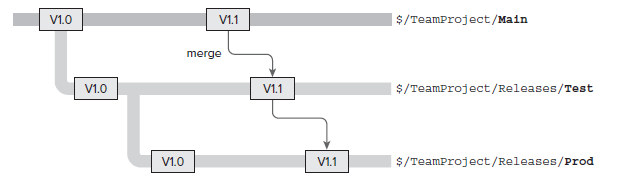 V1.0 V1.1 $/TeamProject/Main
merge
V1.0 V1.1 $/TeamProject/Releases/Test
V1.0 V1.1 $/TeamProject/Releases/Prod